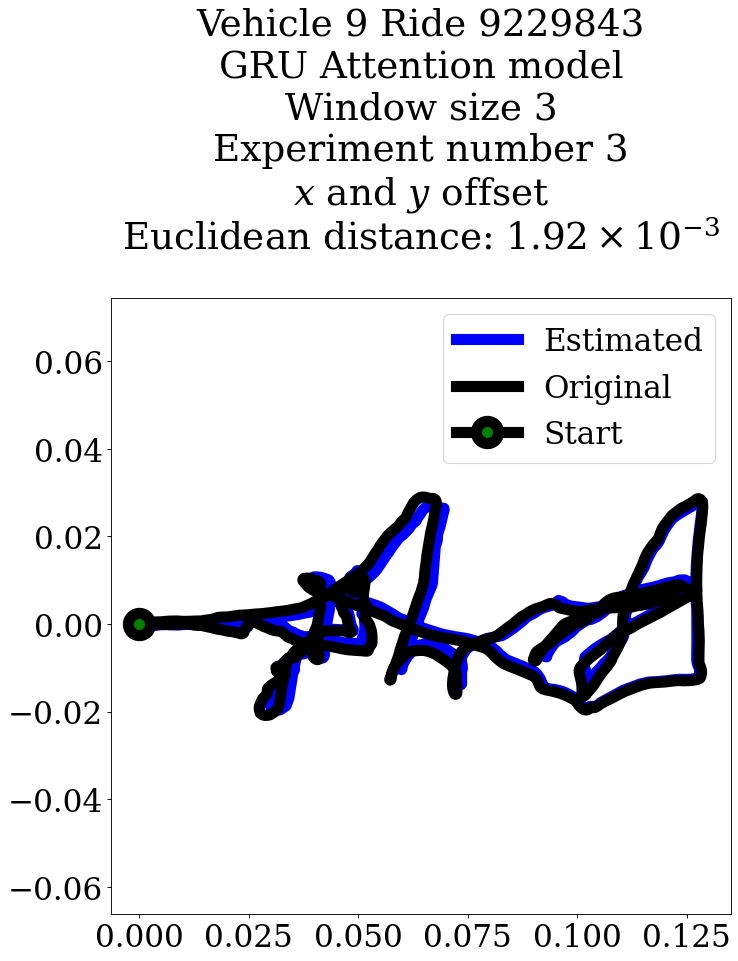 Vehicle 9 Ride 9229843
GRU Attention model
Window size 3
Experiment number 3
x and y offset
Euclidean distance: 1.92 × 10⁻³
Estimated
Original
Start
0.06
0.04
0.02
0.00
−0.02
−0.04
−0.06
0.000 0.025 0.050 0.075 0.100 0.125